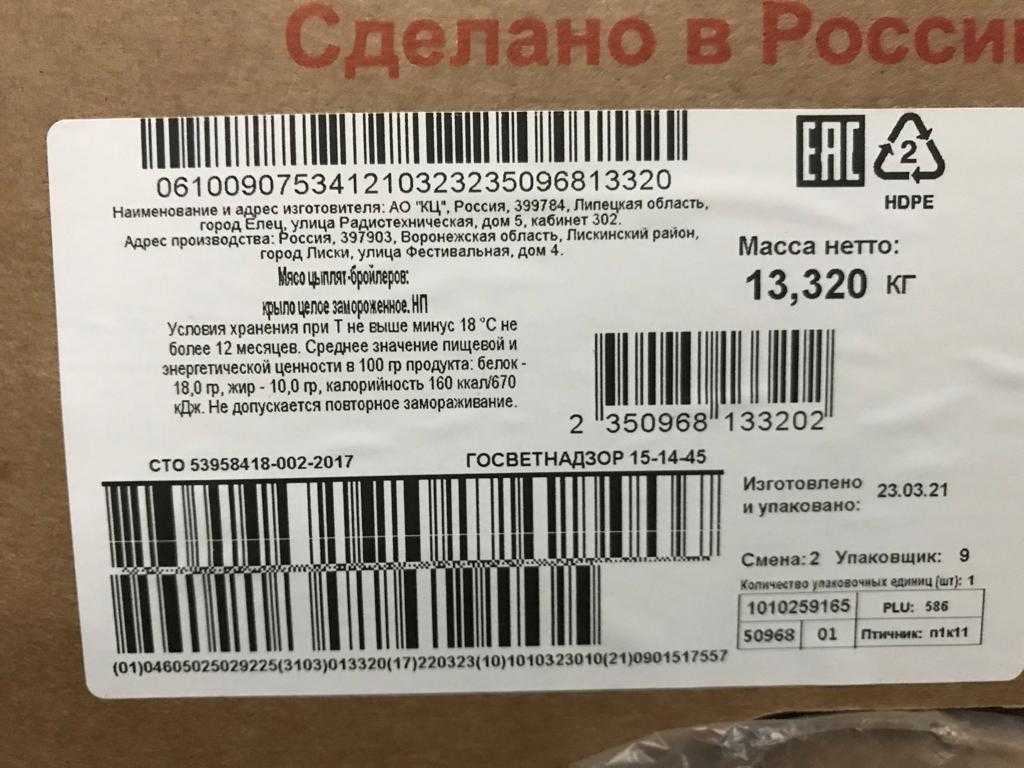 Сделано в Росси
EAC
2
HDPE
06100907534121032323509681​3320
Наименование и адрес изготовителя: АО "КЦ", Россия, 399784, Липецкая область,
город Елец, улица Радиотехническая, дом 5, кабинет 302.
Адрес производства: Россия, 397903, Воронежская область, Лискинский район,
город Лиски, улица Фестивальная, дом 4.
Мясо цыплят-бройлеров:
крыло целое замороженное. НП
Условия хранения при Т не выше минус 18 °С не
более 12 месяцев. Среднее значение пищевой и
энергетической ценности в 100 гр продукта: белок -
18,0 гр, жир - 10,0 гр, калорийность 160 ккал/670
кДж. Не допускается повторное замораживание.
Масса нетто:
13,320 кг
2 350968 133202
СТО 53958418-002-2017
ГОСВЕТНАДЗОР 15-14-45
Изготовлено
и упаковано: 23.03.21
Смена: 2 Упаковщик: 9
Количество упаковочных единиц (шт): 1
1010259165 PLU: 586
50968 01 Птичник: п1к11
(01)04605025029225(3103)013320(17)220323(10)1010323010(21)0901517557